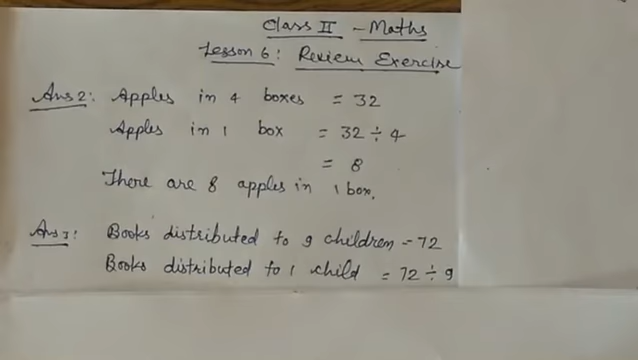 Class II - Maths
Lesson 6: Review Exercise
Ans 2: Apples in 4 boxes = 32
Apples in 1 box = 32 ÷ 4
= 8
There are 8 apples in 1 box.
Ans 3: Books distributed to 9 children = 72
Books distributed to 1 child = 72 ÷ 9